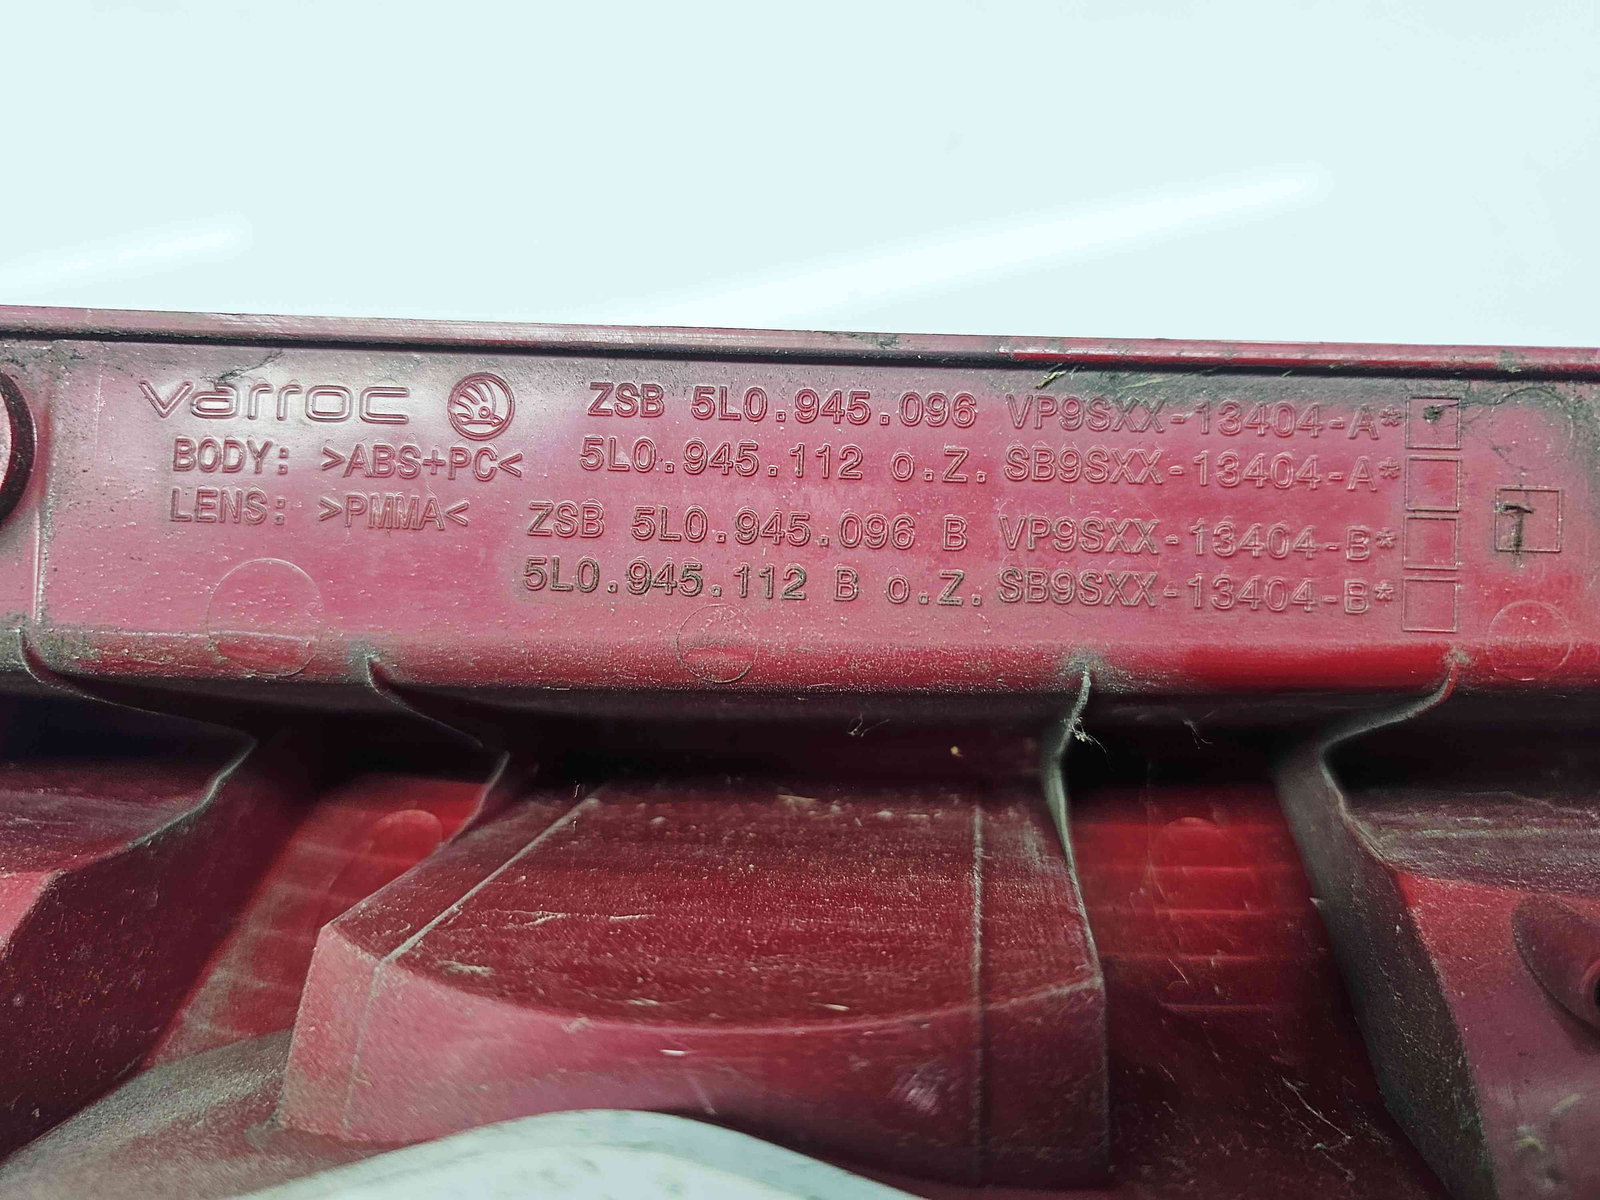 varroc ZSB 5L0.945.096 VP9SXX-13404-A*
BODY: >ABS+PC< 5L0.945.112 o.Z. SB9SXX-13404-A*
LENS: >PMMA< ZSB 5L0.945.096 B VP9SXX-13404-B*
5L0.945.112 B o.Z. SB9SXX-13404-B*